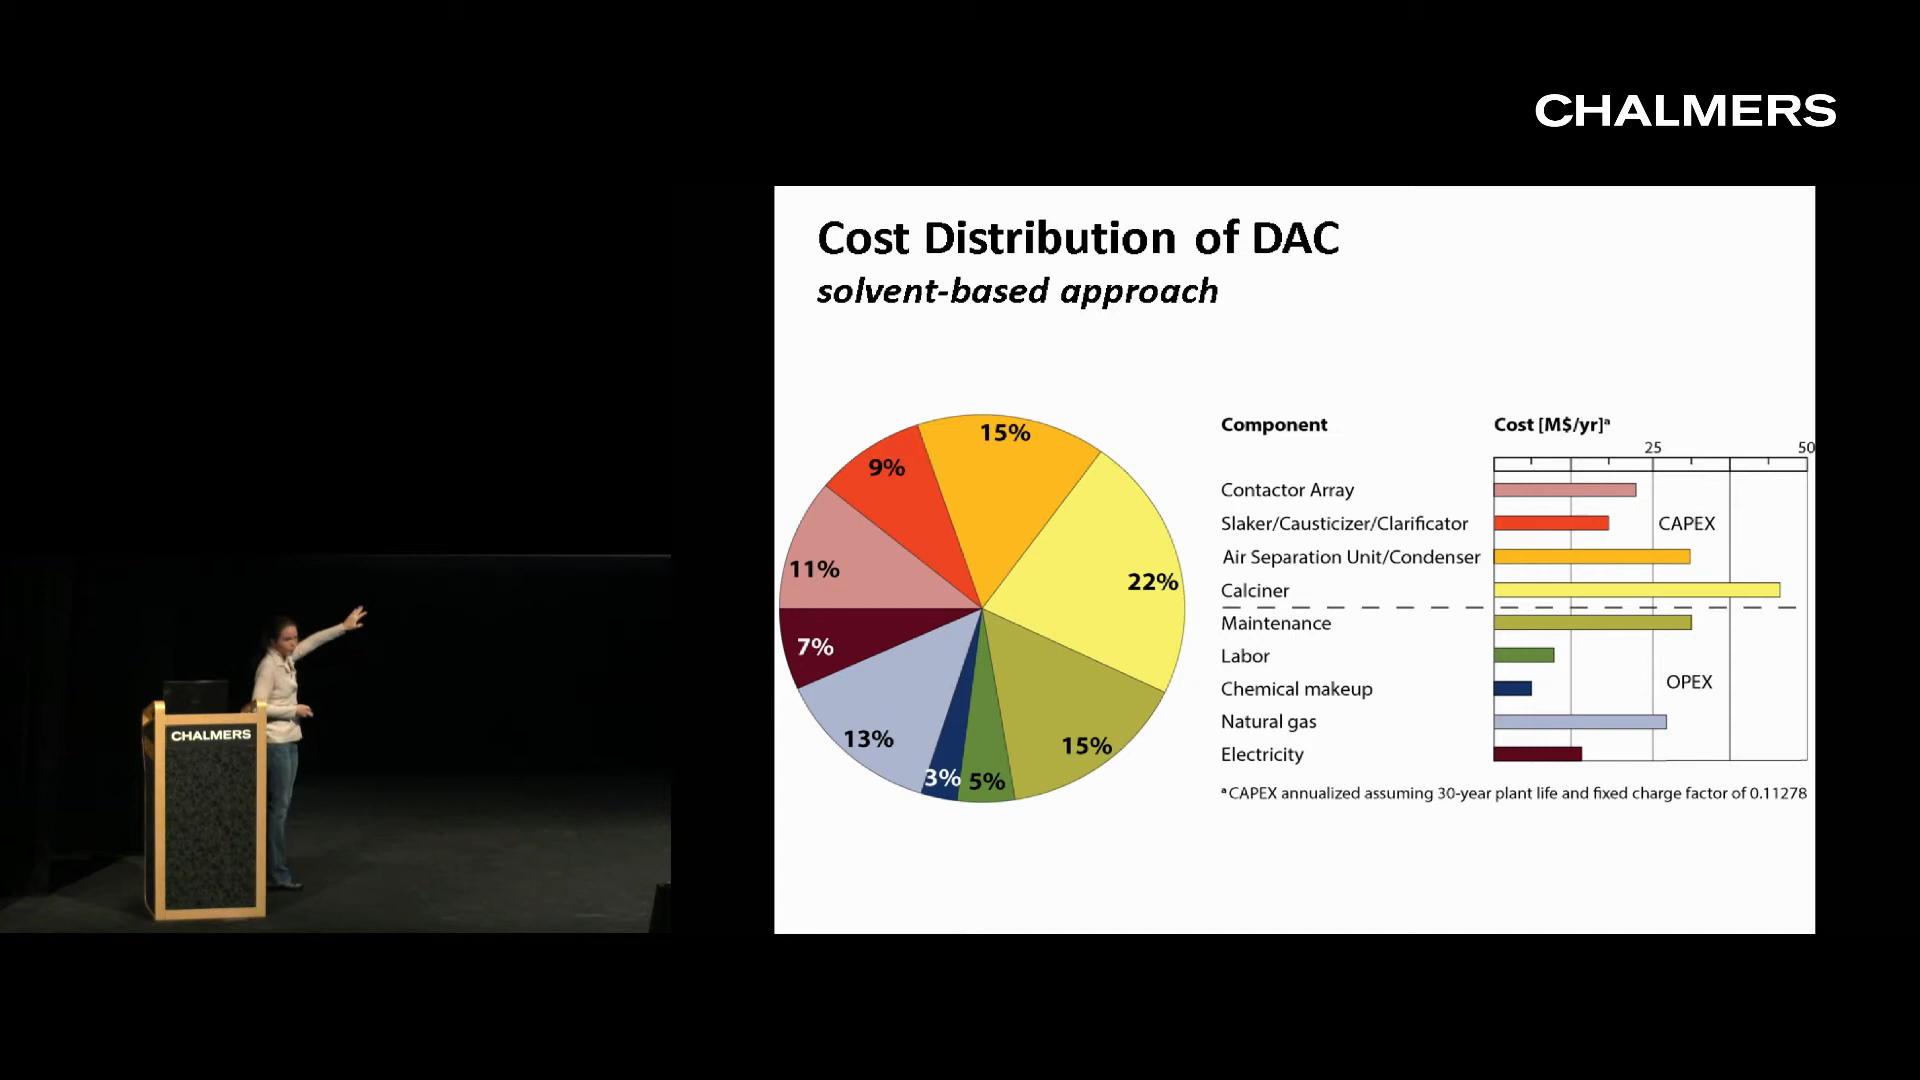 CHALMERS
Cost Distribution of DAC
solvent-based approach
15%
9%
22%
11%
7%
13%
3%
5%
15%
Component
Cost [M$/yr]ª
25
50
Contactor Array
Slaker/Causticizer/Clarificator
CAPEX
Air Separation Unit/Condenser
Calciner
Maintenance
Labor
OPEX
Chemical makeup
Natural gas
Electricity
ª CAPEX annualized assuming 30-year plant life and fixed charge factor of 0.11278
CHALMERS